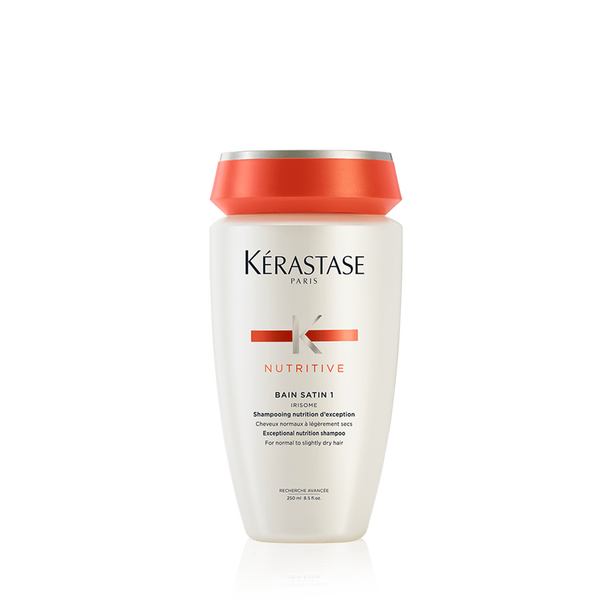 KÉRASTASE
PARIS
K
NUTRITIVE
BAIN SATIN 1
IRISOME
Shampooing nutrition d'exception
Cheveux normaux à légèrement secs
Exceptional nutrition shampoo
For normal to slightly dry hair
RECHERCHE AVANCÉE
250 ml 8.5 fl.oz.